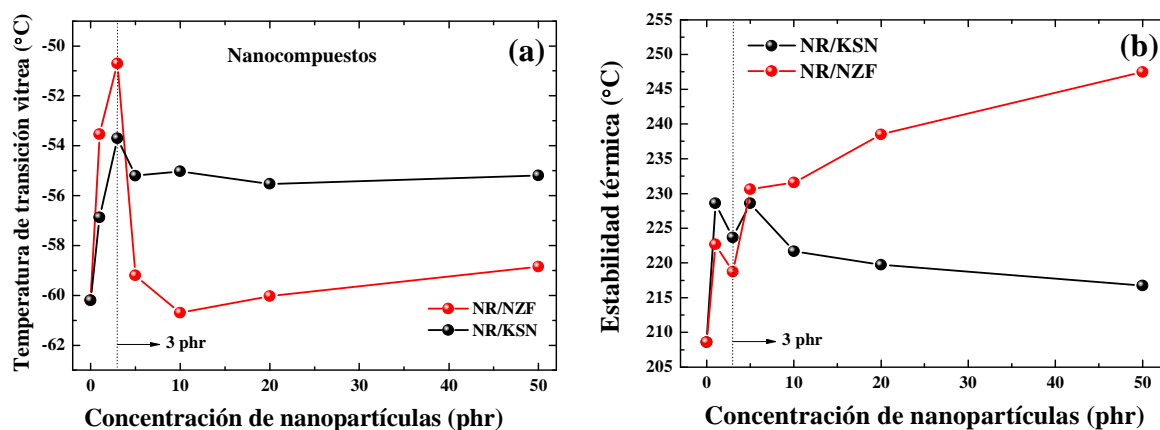 (a)
Nanocompuestos
Temperatura de transición vitrea (°C)
-50
-52
-54
-56
-58
-60
-62
NR/NZF
NR/KSN
3 phr
0
10
20
30
40
50
Concentración de nanopartículas (phr)
(b)
NR/KSN
NR/NZF
Estabilidad térmica (°C)
255
250
245
240
235
230
225
220
215
210
205
3 phr
0
10
20
30
40
50
Concentración de nanopartículas (phr)